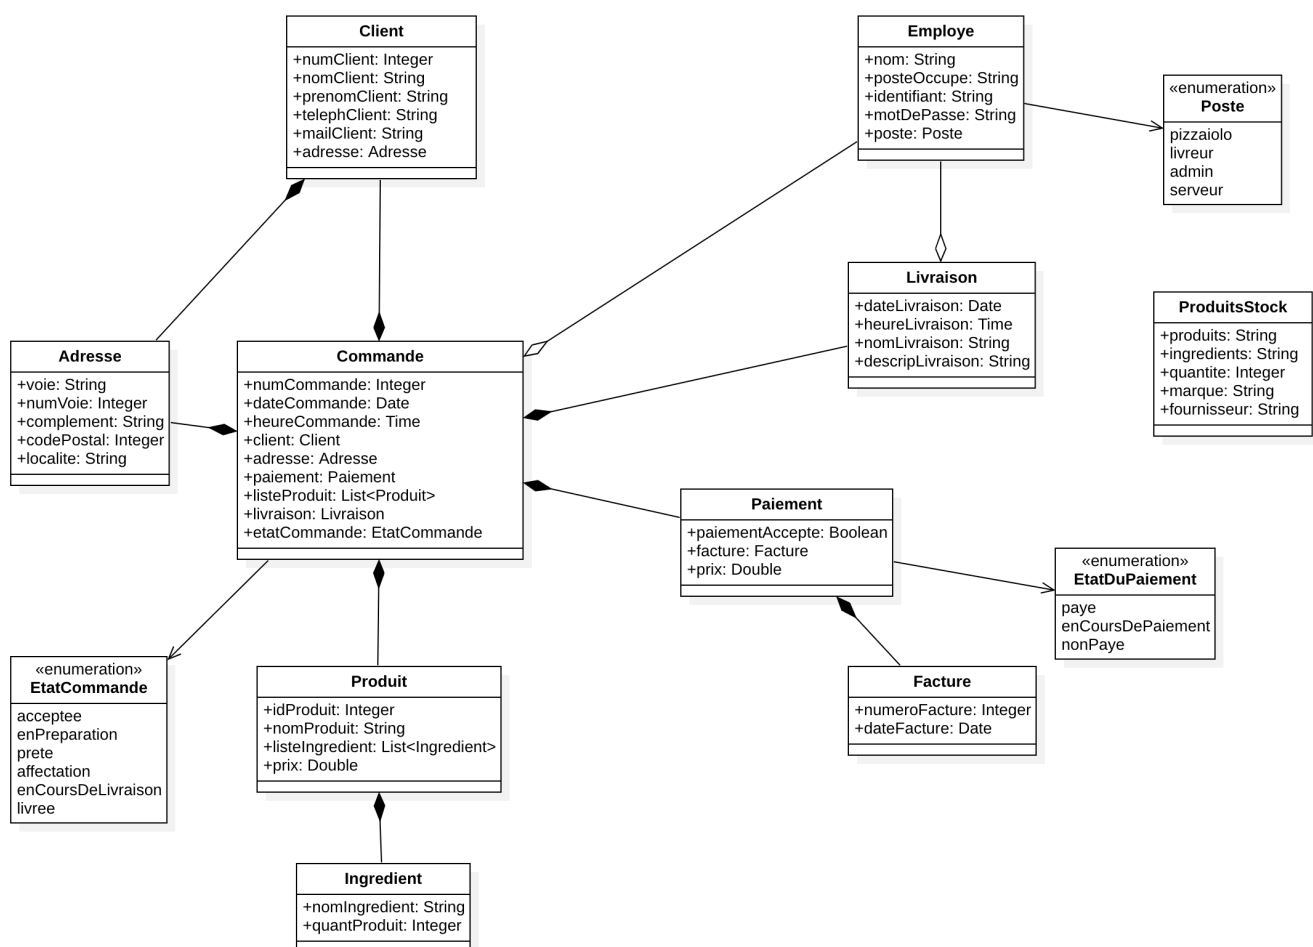 Client
+numClient: Integer
+nomClient: String
+prenomClient: String
+telephClient: String
+mailClient: String
+adresse: Adresse
Employe
+nom: String
+posteOccupe: String
+identifiant: String
+motDePasse: String
+poste: Poste
«enumeration»
Poste
pizzaiolo
livreur
admin
serveur
Livraison
+dateLivraison: Date
+heureLivraison: Time
+nomLivraison: String
+descripLivraison: String
ProduitsStock
+produits: String
+ingredients: String
+quantite: Integer
+marque: String
+fournisseur: String
Adresse
+voie: String
+numVoie: Integer
+complement: String
+codePostal: Integer
+localite: String
Commande
+numCommande: Integer
+dateCommande: Date
+heureCommande: Time
+client: Client
+adresse: Adresse
+paiement: Paiement
+listeProduit: List<Produit>
+livraison: Livraison
+etatCommande: EtatCommande
Paiement
+paiementAccepte: Boolean
+facture: Facture
+prix: Double
«enumeration»
EtatDuPaiement
paye
enCoursDePaiement
nonPaye
«enumeration»
EtatCommande
acceptee
enPreparation
prete
affectation
enCoursDeLivraison
livree
Produit
+idProduit: Integer
+nomProduit: String
+listeIngredient: List<Ingredient>
+prix: Double
Facture
+numeroFacture: Integer
+dateFacture: Date
Ingredient
+nomIngredient: String
+quantProduit: Integer